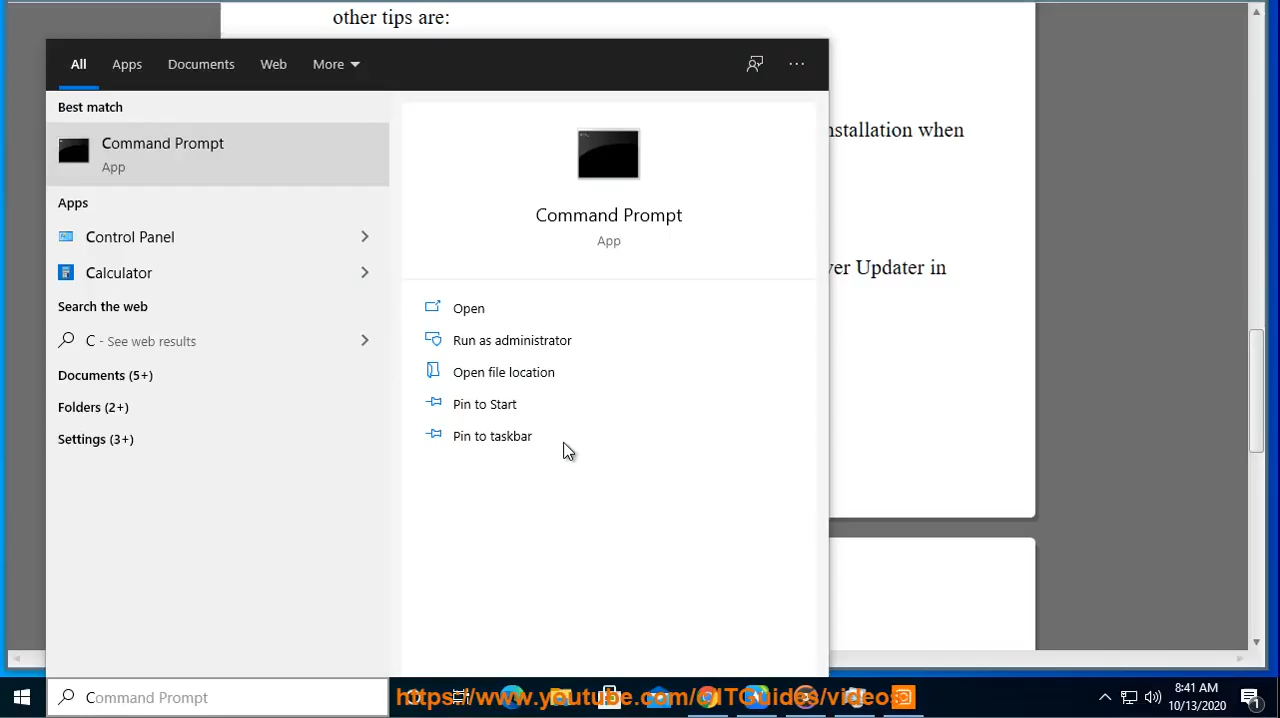 other tips are:
All Apps Documents Web More
Best match
Command Prompt
App
Apps
Control Panel
Calculator
Search the web
C - See web results
Documents (5+)
Folders (2+)
Settings (3+)
Command Prompt
App
Open
Run as administrator
Open file location
Pin to Start
Pin to taskbar
nstallation when
ver Updater in
Command Prompt
https://www.youtube.com/@ITGuides/videos
8:41 AM
10/13/2020
1